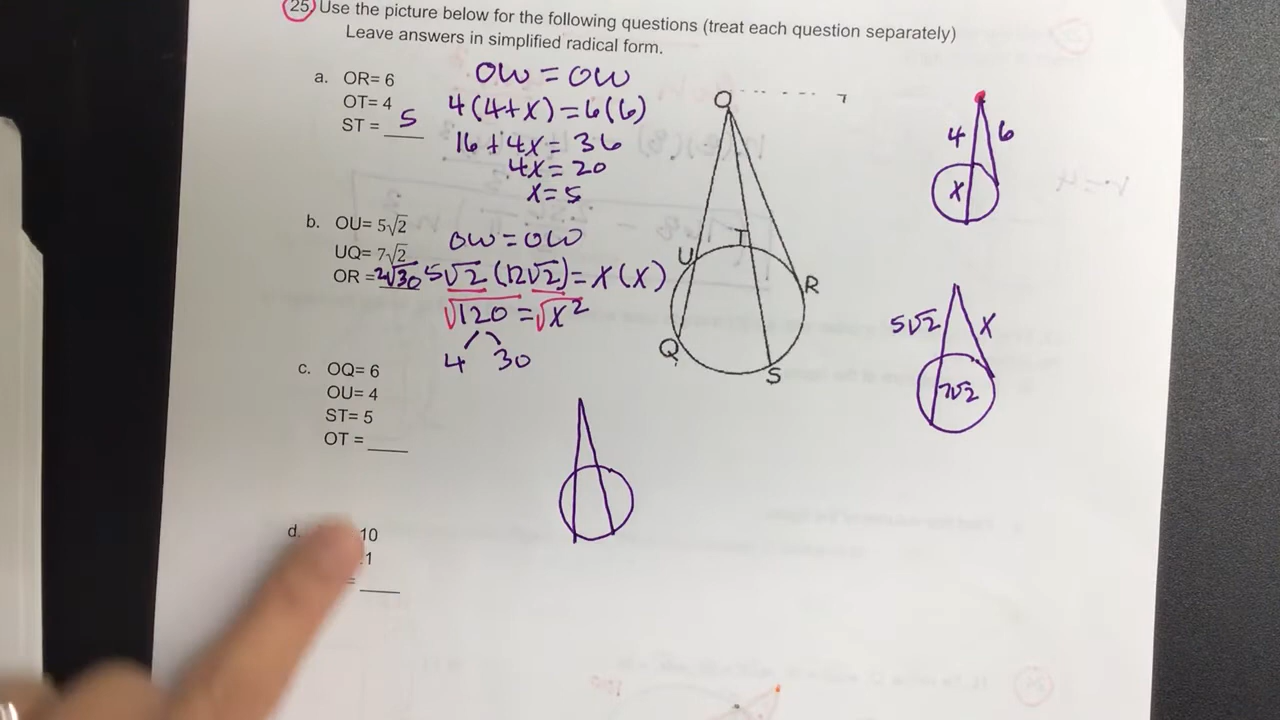 25 Use the picture below for the following questions (treat each question separately)
Leave answers in simplified radical form.
a. OR= 6
OT= 4
ST = 5
OW = OW
4(4+x) = 6(6)
16 + 4x = 36
4x = 20
x = 5
b. OU= 5√2
UQ= 7√2
OR = 2√30
OW = OW
5√2 (12√2) = x(x)
√120 = √x²
4 30
c. OQ= 6
OU= 4
ST= 5
OT = ___
d. 10
1
= ___
O
U
T
R
Q
S
4 6
x
5√2 x
7√2